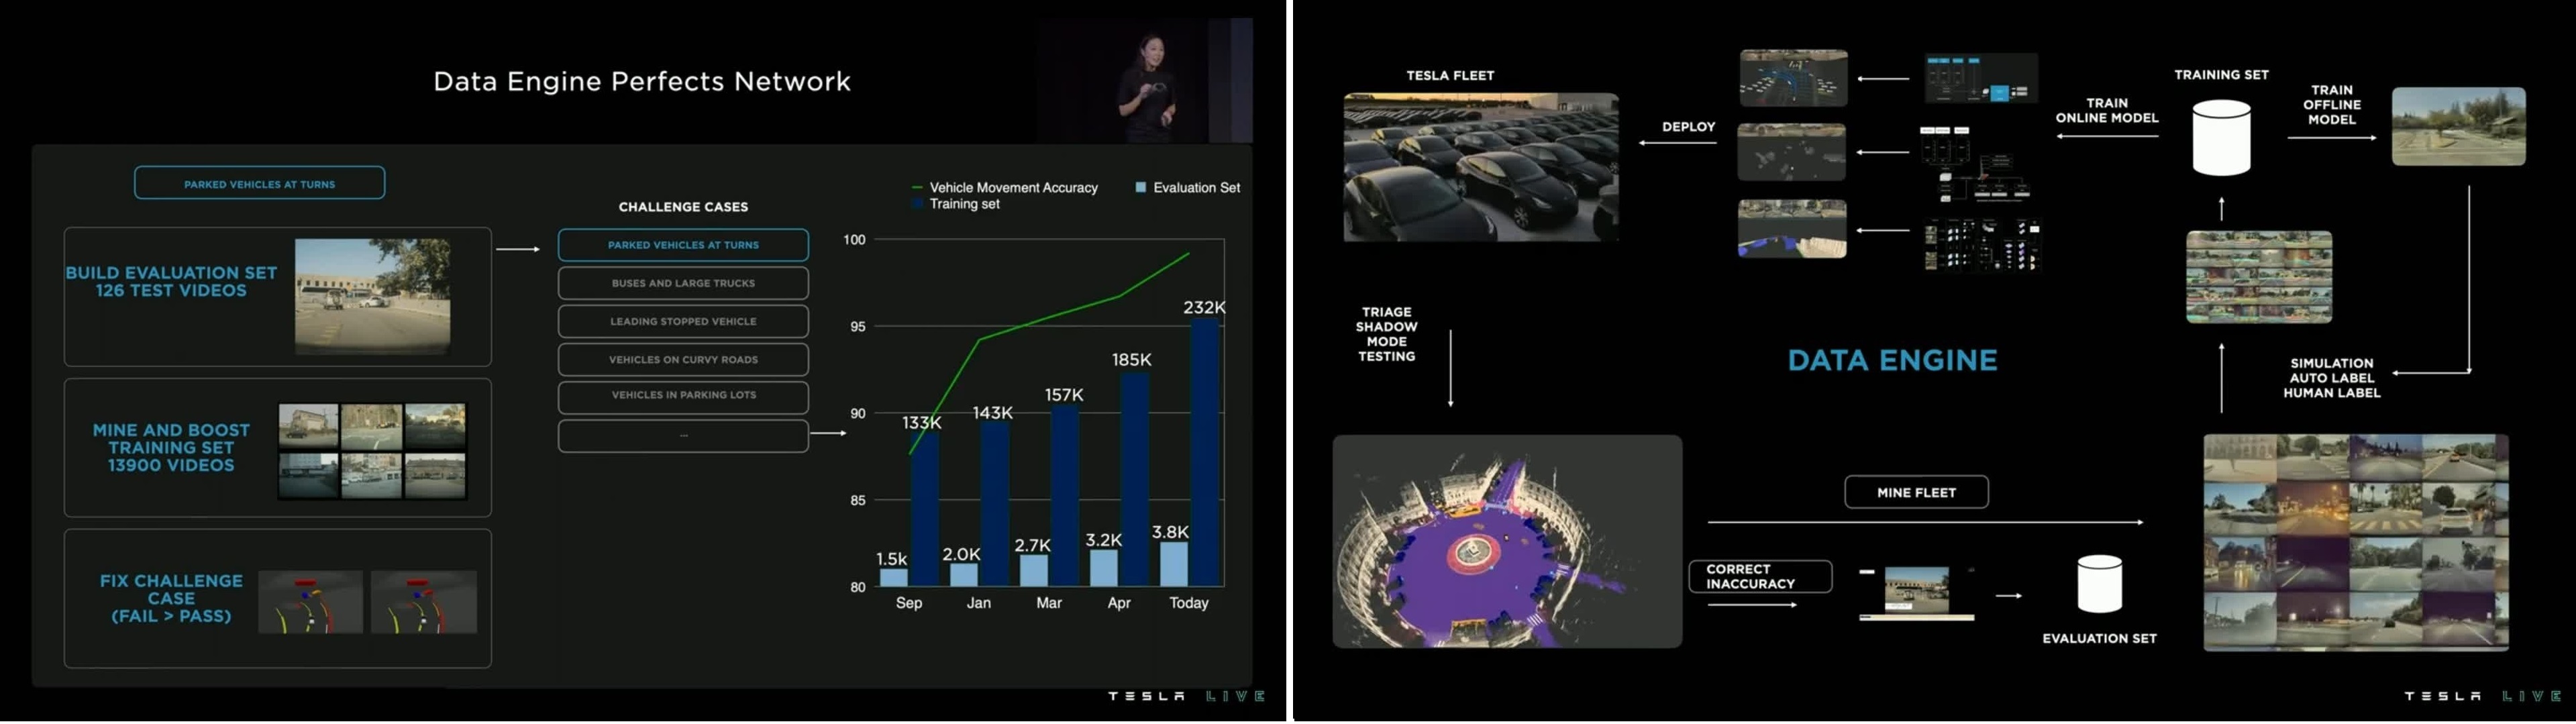 Data Engine Perfects Network
PARKED VEHICLES AT TURNS
BUILD EVALUATION SET
126 TEST VIDEOS
MINE AND BOOST
TRAINING SET
13900 VIDEOS
FIX CHALLENGE
CASE
(FAIL > PASS)
CHALLENGE CASES
PARKED VEHICLES AT TURNS
BUSES AND LARGE TRUCKS
LEADING STOPPED VEHICLE
VEHICLES ON CURVY ROADS
VEHICLES IN PARKING LOTS
...
Vehicle Movement Accuracy
Evaluation Set
Training set
100
95
90
85
80
133K
143K
157K
185K
232K
1.5k
2.0K
2.7K
3.2K
3.8K
Sep
Jan
Mar
Apr
Today
TESLA LIVE
TESLA FLEET
DEPLOY
TRAIN
ONLINE MODEL
TRAINING SET
TRAIN
OFFLINE
MODEL
TRIAGE
SHADOW
MODE
TESTING
DATA ENGINE
SIMULATION
AUTO LABEL
HUMAN LABEL
MINE FLEET
CORRECT
INACCURACY
EVALUATION SET
TESLA LIVE